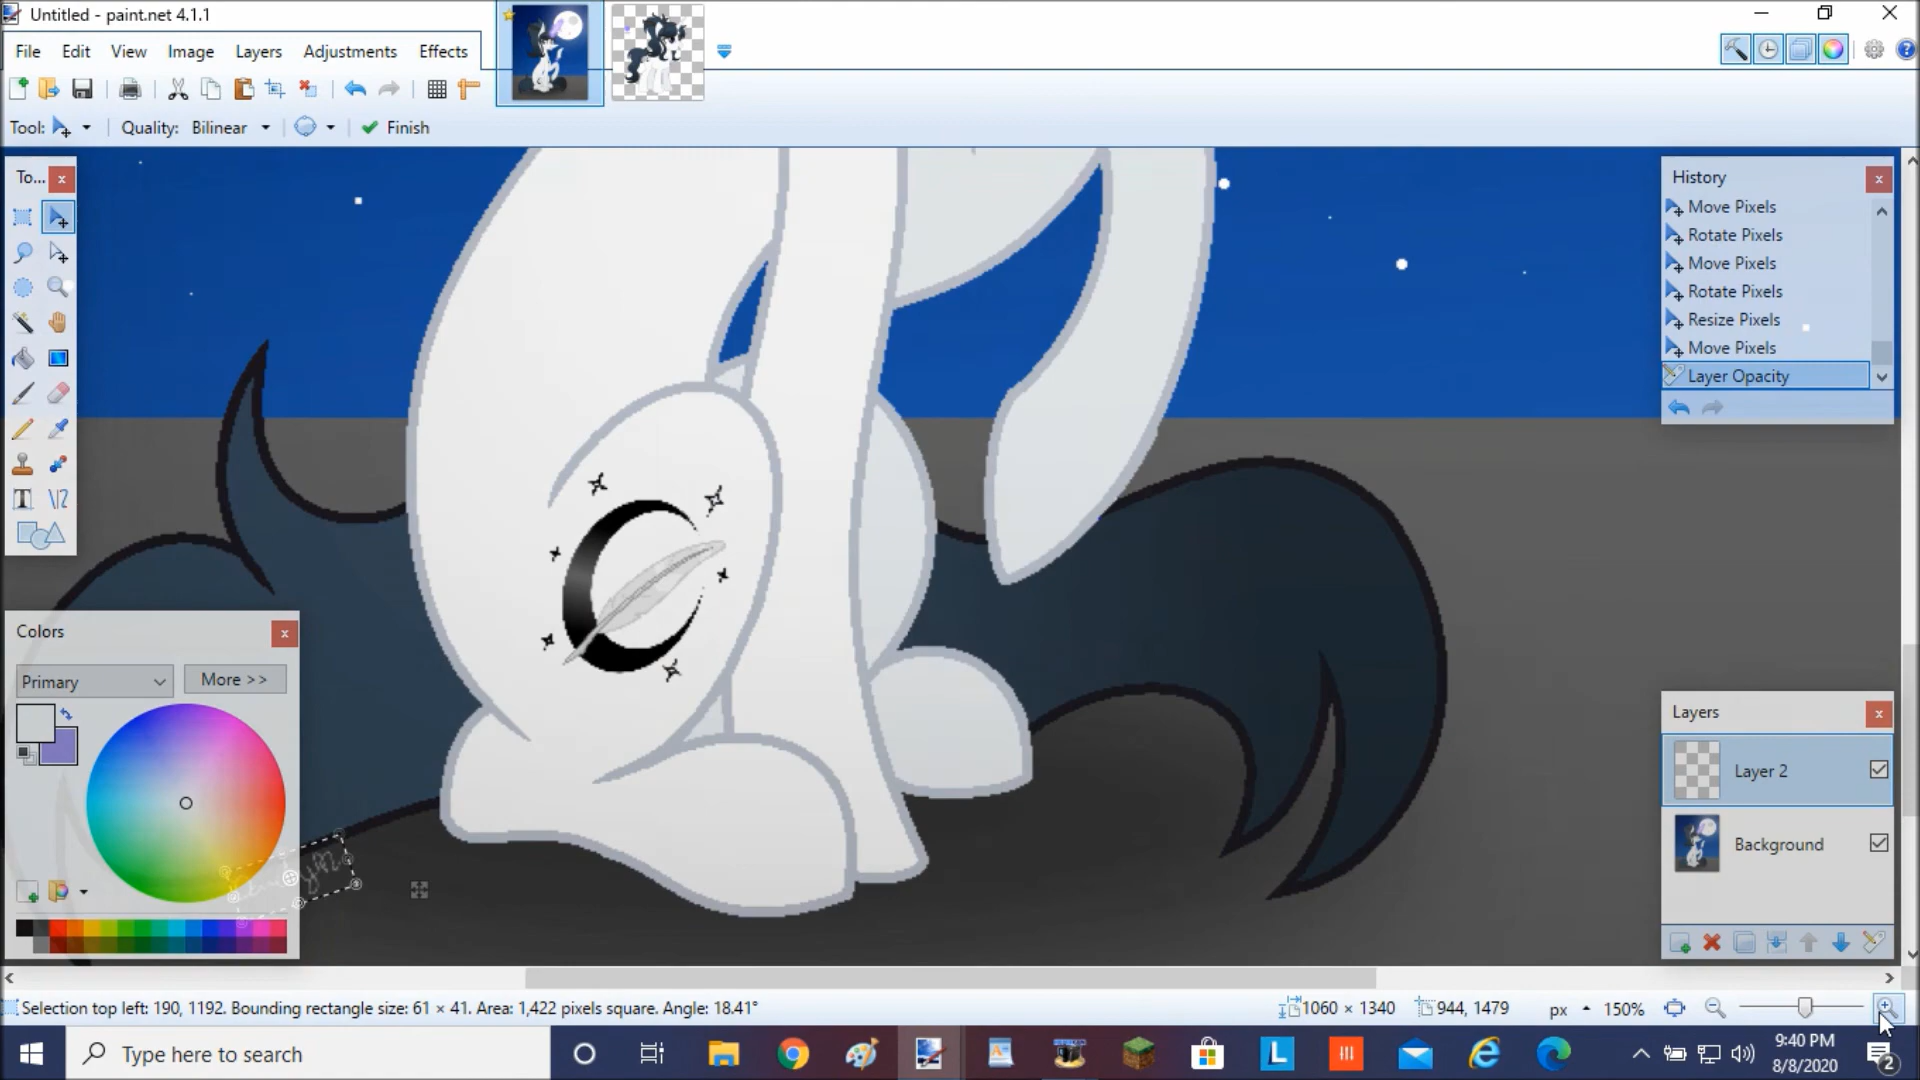 Untitled - paint.net 4.1.1
File Edit View Image Layers Adjustments Effects
Tool: Quality: Bilinear Finish
To...
History
Move Pixels
Rotate Pixels
Move Pixels
Rotate Pixels
Resize Pixels
Move Pixels
Layer Opacity
Colors
Primary
More >>
Layers
Layer 2
Background
Selection top left: 190, 1192. Bounding rectangle size: 61 × 41. Area: 1,422 pixels square. Angle: 18.41°
1060 × 1340
944, 1479
px
150%
Type here to search
9:40 PM
8/8/2020
2